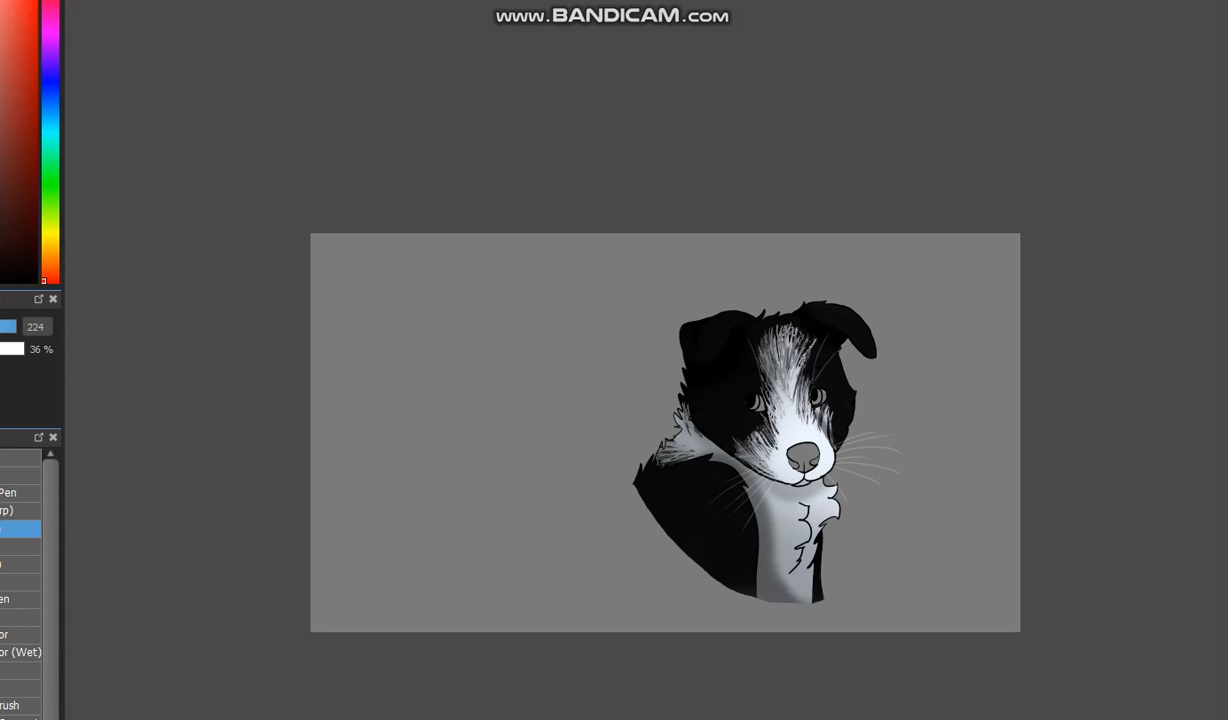 www.BANDICAM.com
224
36 %
Pen
rp)
en
or
or (Wet)
rush